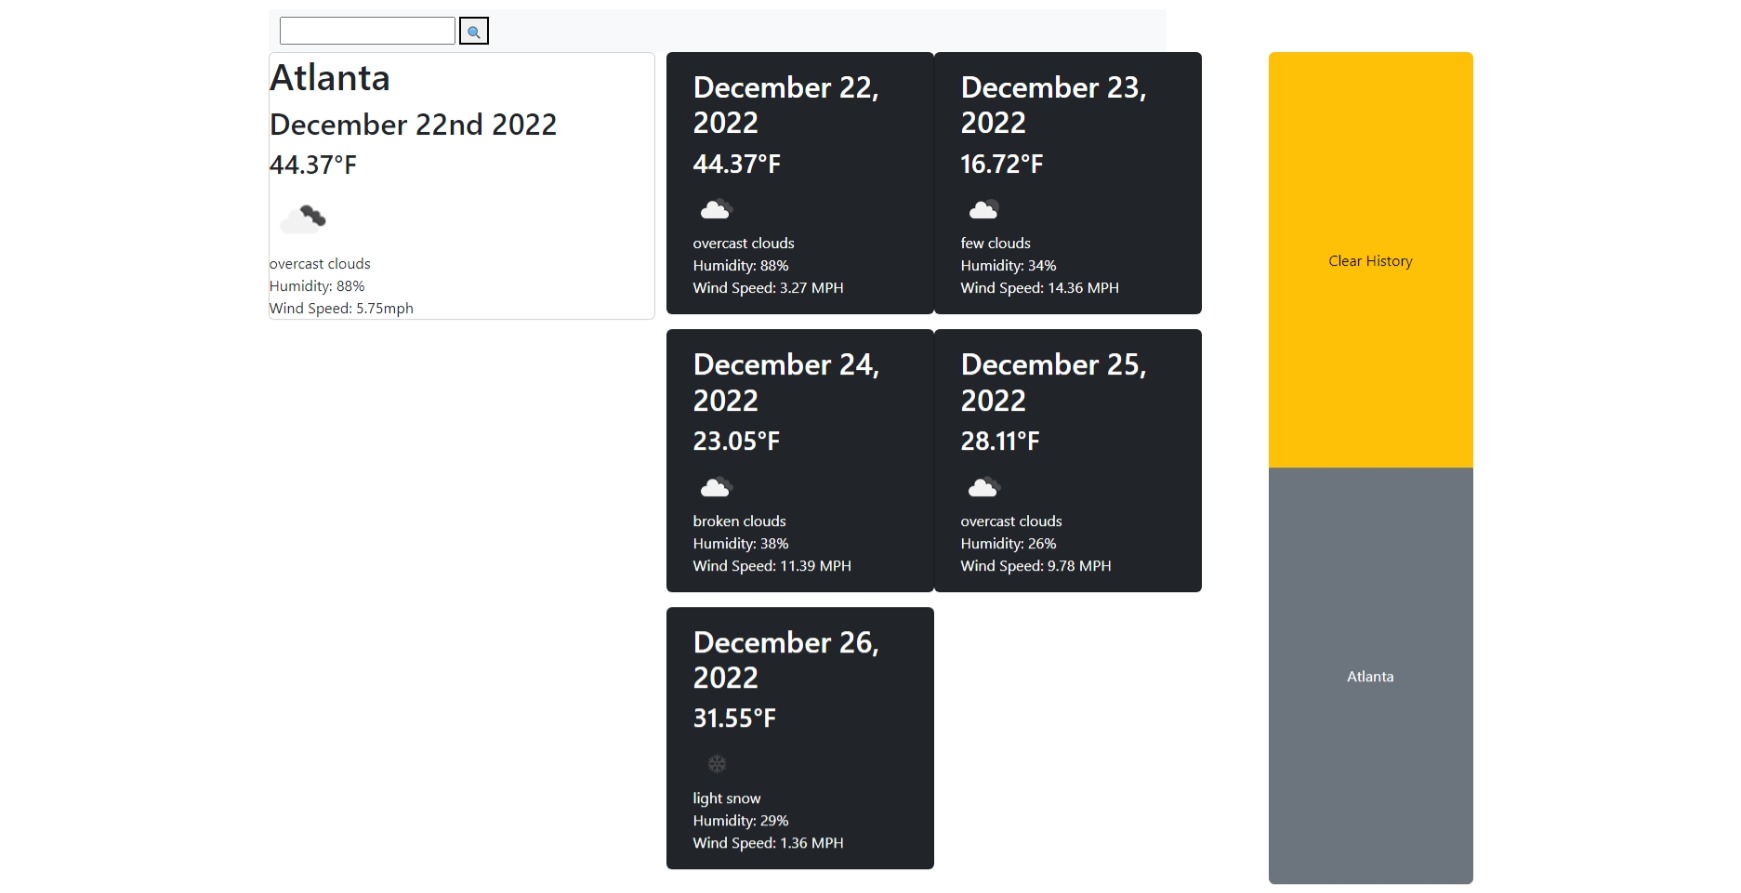 Atlanta
December 22nd 2022
44.37°F
overcast clouds
Humidity: 88%
Wind Speed: 5.75mph
December 22,
2022
44.37°F
overcast clouds
Humidity: 88%
Wind Speed: 3.27 MPH
December 23,
2022
16.72°F
few clouds
Humidity: 34%
Wind Speed: 14.36 MPH
December 24,
2022
23.05°F
broken clouds
Humidity: 38%
Wind Speed: 11.39 MPH
December 25,
2022
28.11°F
overcast clouds
Humidity: 26%
Wind Speed: 9.78 MPH
December 26,
2022
31.55°F
light snow
Humidity: 29%
Wind Speed: 1.36 MPH
Clear History
Atlanta